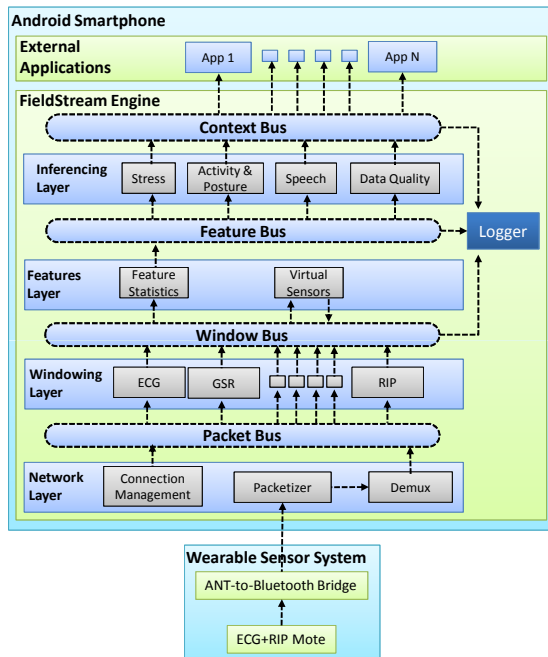 Android Smartphone
External
Applications
App 1
App N
FieldStream Engine
Context Bus
Inferencing
Layer
Stress
Activity &
Posture
Speech
Data Quality
Feature Bus
Logger
Features
Layer
Feature
Statistics
Virtual
Sensors
Window Bus
Windowing
Layer
ECG
GSR
RIP
Packet Bus
Network
Layer
Connection
Management
Packetizer
Demux
Wearable Sensor System
ANT-to-Bluetooth Bridge
ECG+RIP Mote